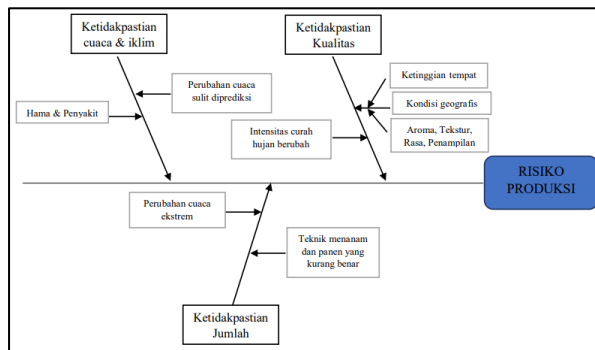 Ketidakpastian
cuaca & iklim
Ketidakpastian
Kualitas
Perubahan cuaca
sulit diprediksi
Hama & Penyakit
Ketinggian tempat
Kondisi geografis
Aroma, Tekstur,
Rasa, Penampilan
Intensitas curah
hujan berubah
RISIKO
PRODUKSI
Perubahan cuaca
ekstrem
Teknik menanam
dan panen yang
kurang benar
Ketidakpastian
Jumlah